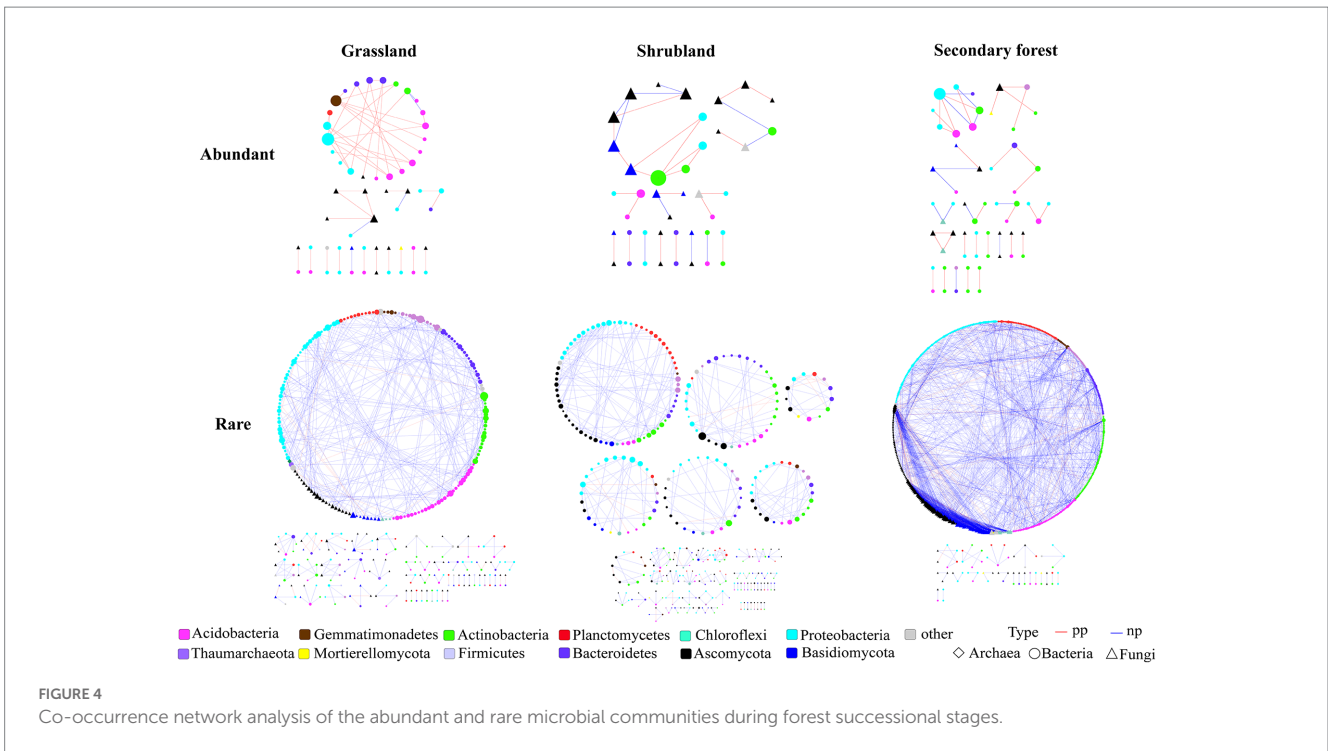 Grassland Shrubland Secondary forest
Abundant
Rare
Acidobacteria Gemmatimonadetes Actinobacteria Planctomycetes Chloroflexi Proteobacteria other Type pp np
Thaumarchaeota Mortierellomycota Firmicutes Bacteroidetes Ascomycota Basidiomycota Archaea Bacteria Fungi
FIGURE 4
Co-occurrence network analysis of the abundant and rare microbial communities during forest successional stages.